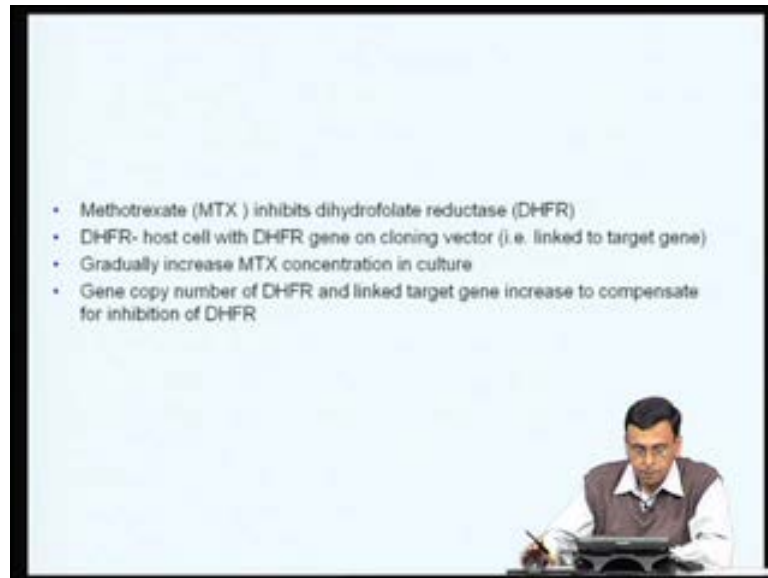 • Methotrexate (MTX ) inhibits dihydrofolate reductase (DHFR)
• DHFR- host cell with DHFR gene on cloning vector (i.e. linked to target gene)
• Gradually increase MTX concentration in culture
• Gene copy number of DHFR and linked target gene increase to compensate
for inhibition of DHFR